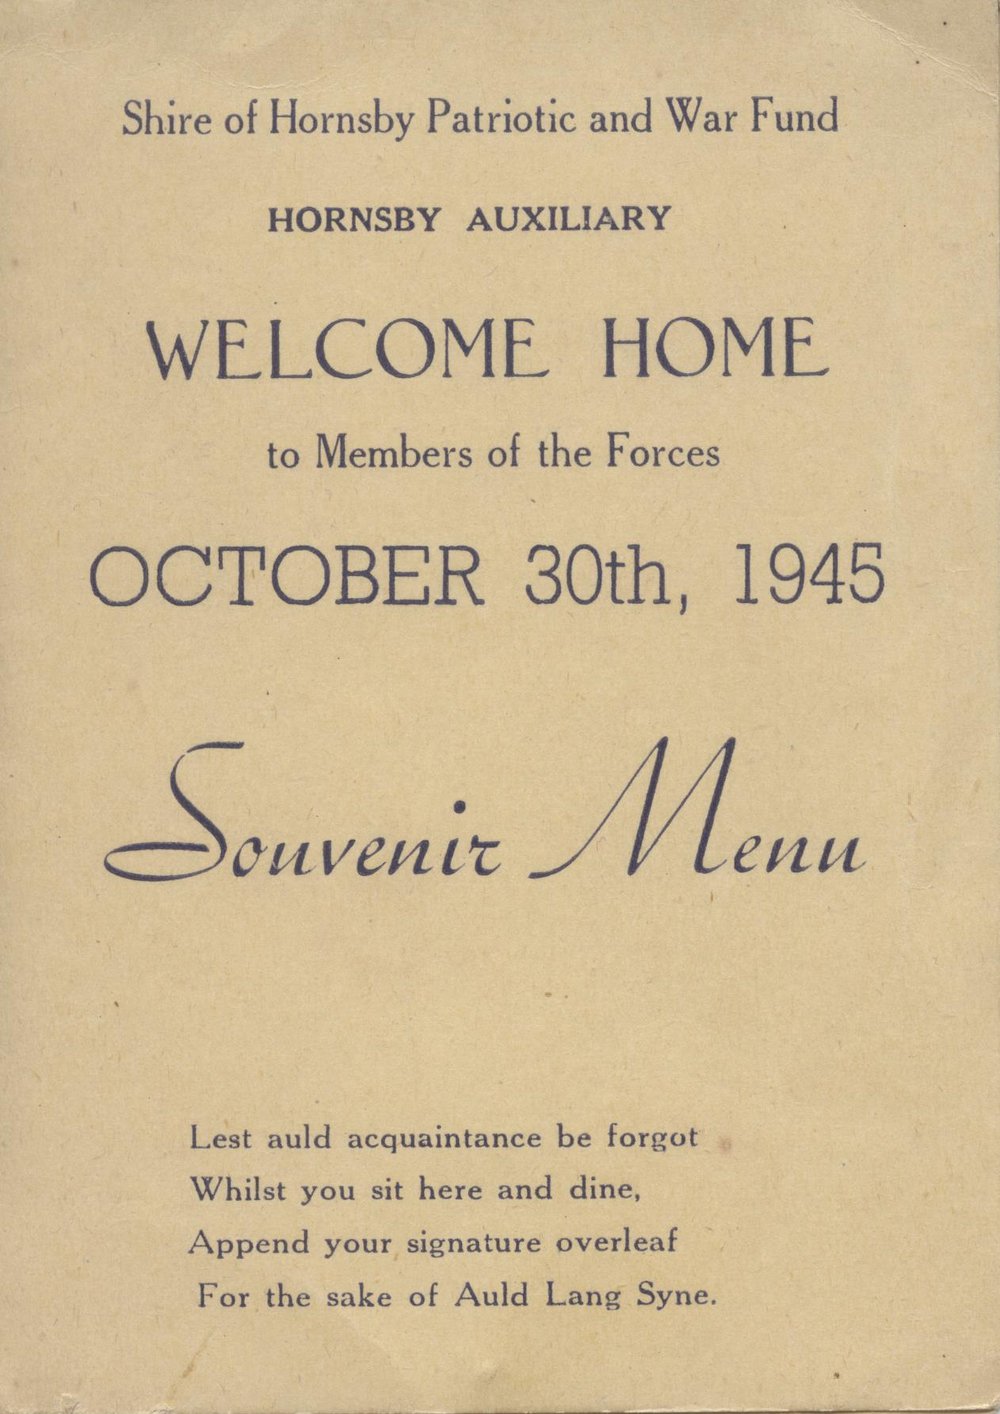 Shire of Hornsby Patriotic and War Fund
HORNSBY AUXILIARY
WELCOME HOME
to Members of the Forces
OCTOBER 30th, 1945
Souvenir Menu
Lest auld acquaintance be forgot
Whilst you sit here and dine,
Append your signature overleaf
For the sake of Auld Lang Syne.